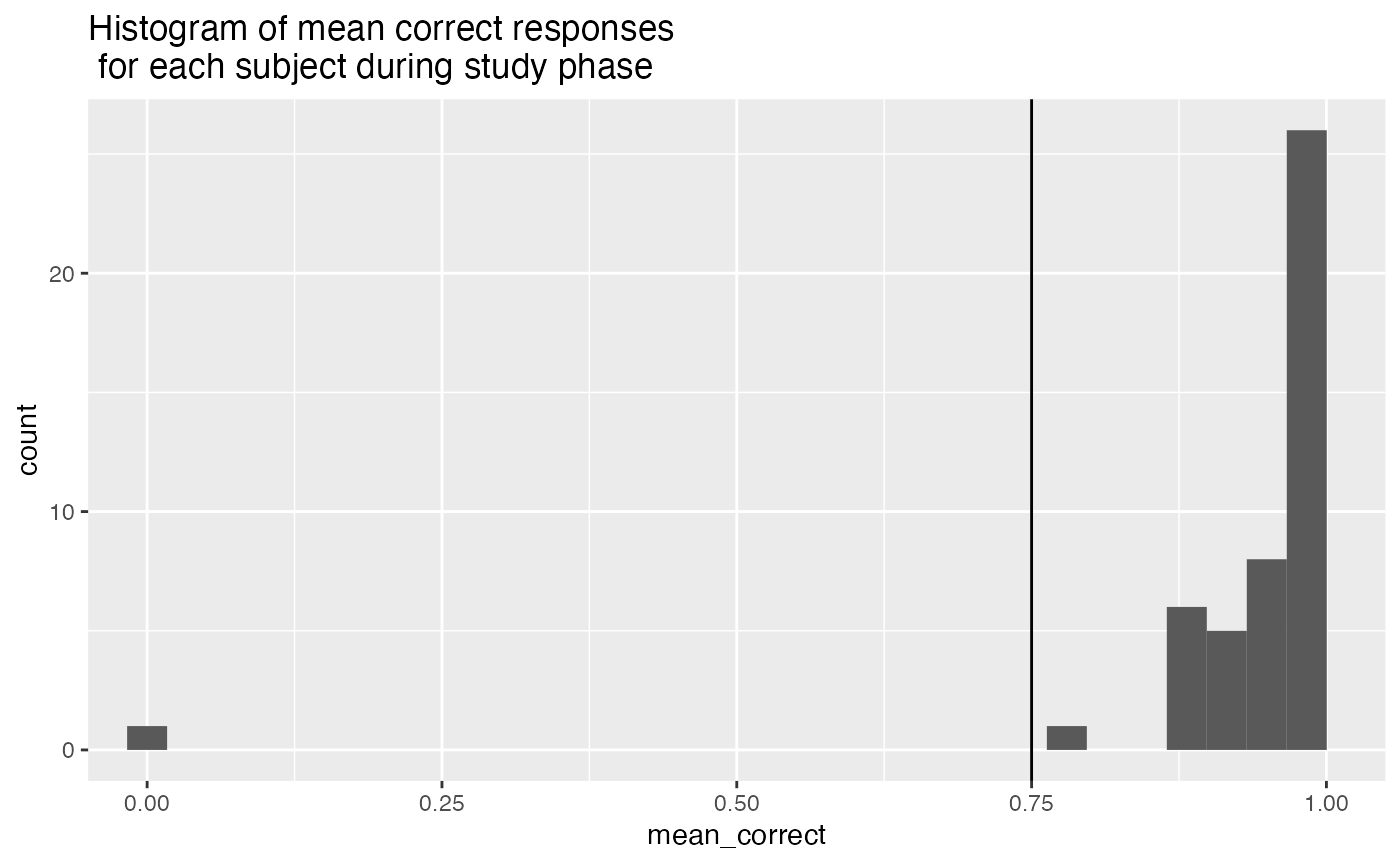 Histogram of mean correct responses
for each subject during study phase
count
20
10
0
0.00 0.25 0.50 0.75 1.00
mean_correct